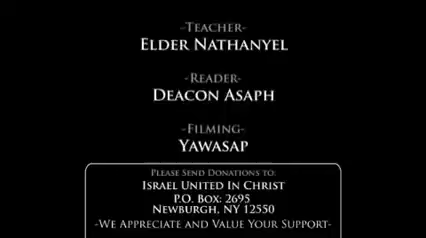 -Teacher-
Elder Nathanyel
-Reader-
Deacon Asaph
-Filming-
Yawasap
Please Send Donations to:
Israel United In Christ
P.O. Box: 2695
Newburgh, NY 12550
-We Appreciate and Value Your Support-